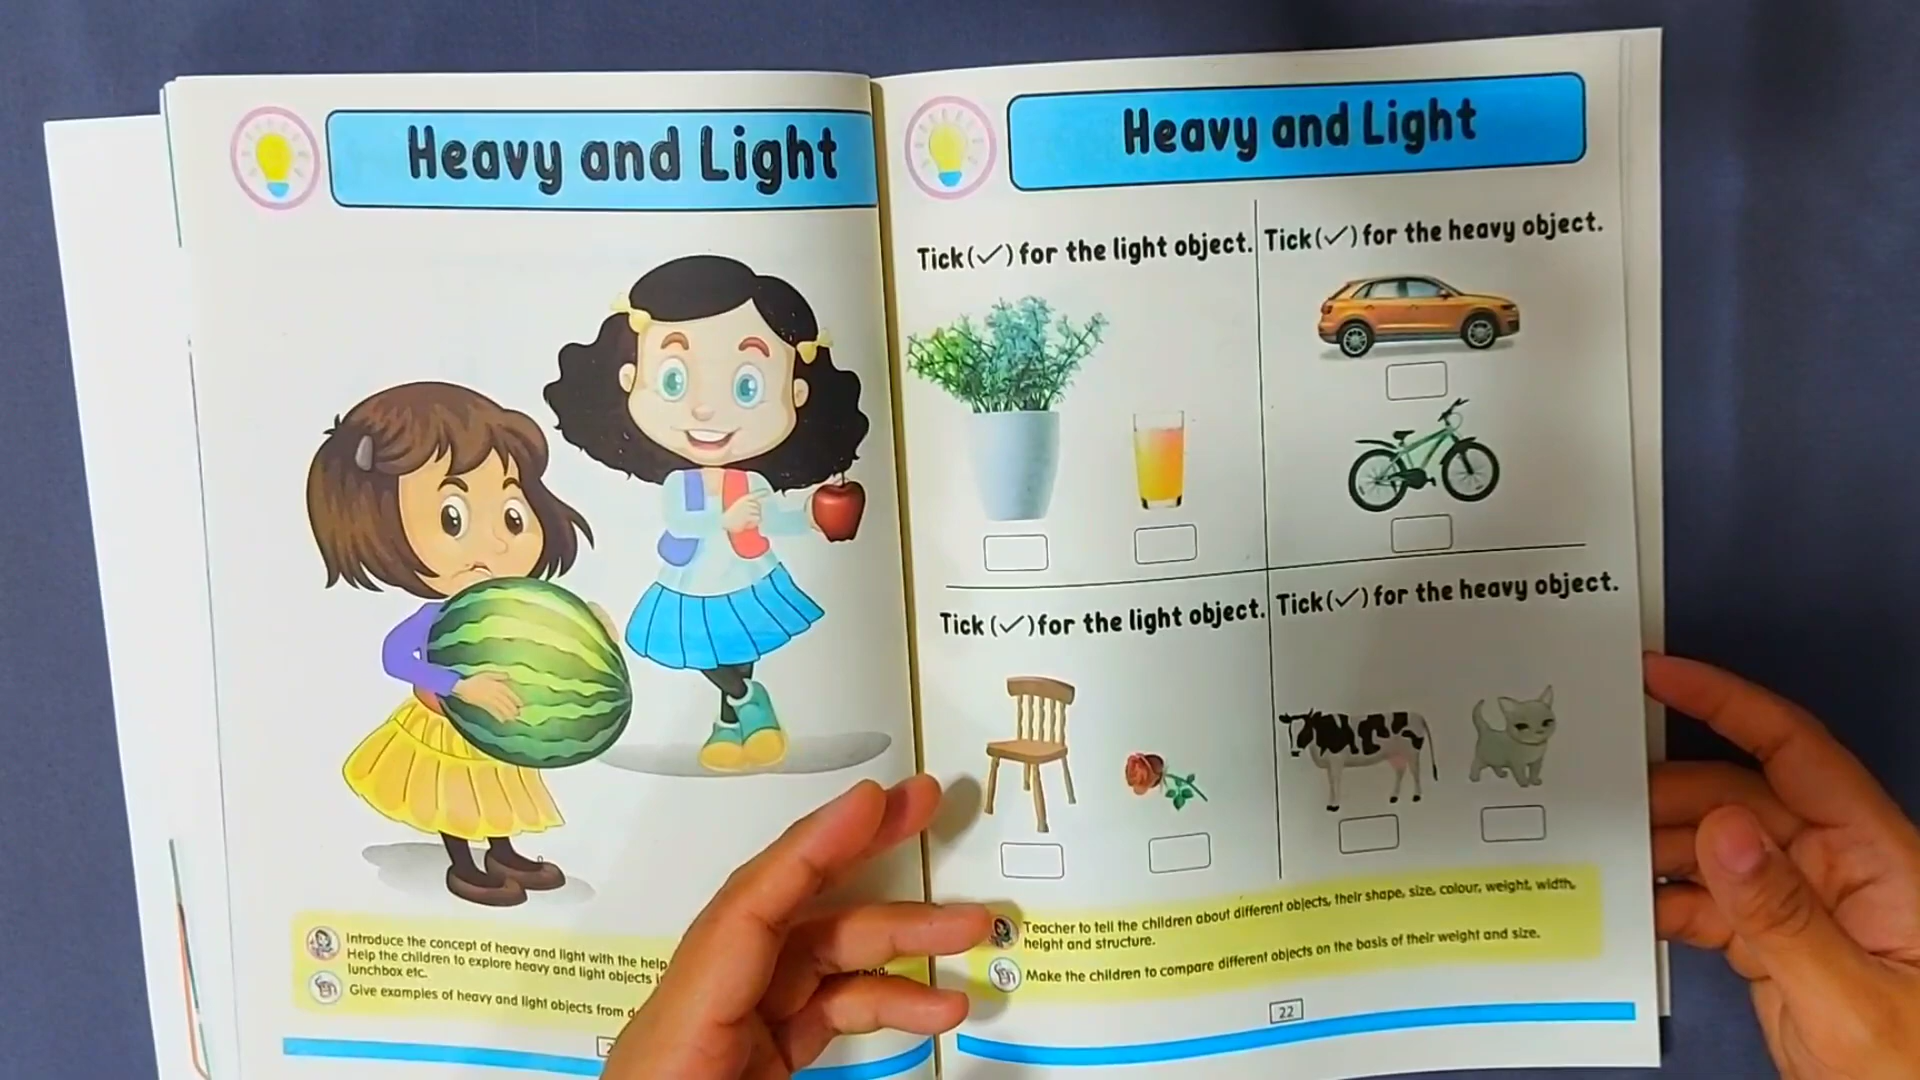 Heavy and Light
Introduce the concept of heavy and light with the help
Help the children to explore heavy and light objects
lunchbox etc.
Give examples of heavy and light objects from
Heavy and Light
Tick (✓) for the light object.
Tick (✓) for the heavy object.
Tick (✓) for the light object.
Tick (✓) for the heavy object.
Teacher to tell the children about different objects, their shape, size, colour, weight, width,
height and structure.
Make the children to compare different objects on the basis of their weight and size.
22